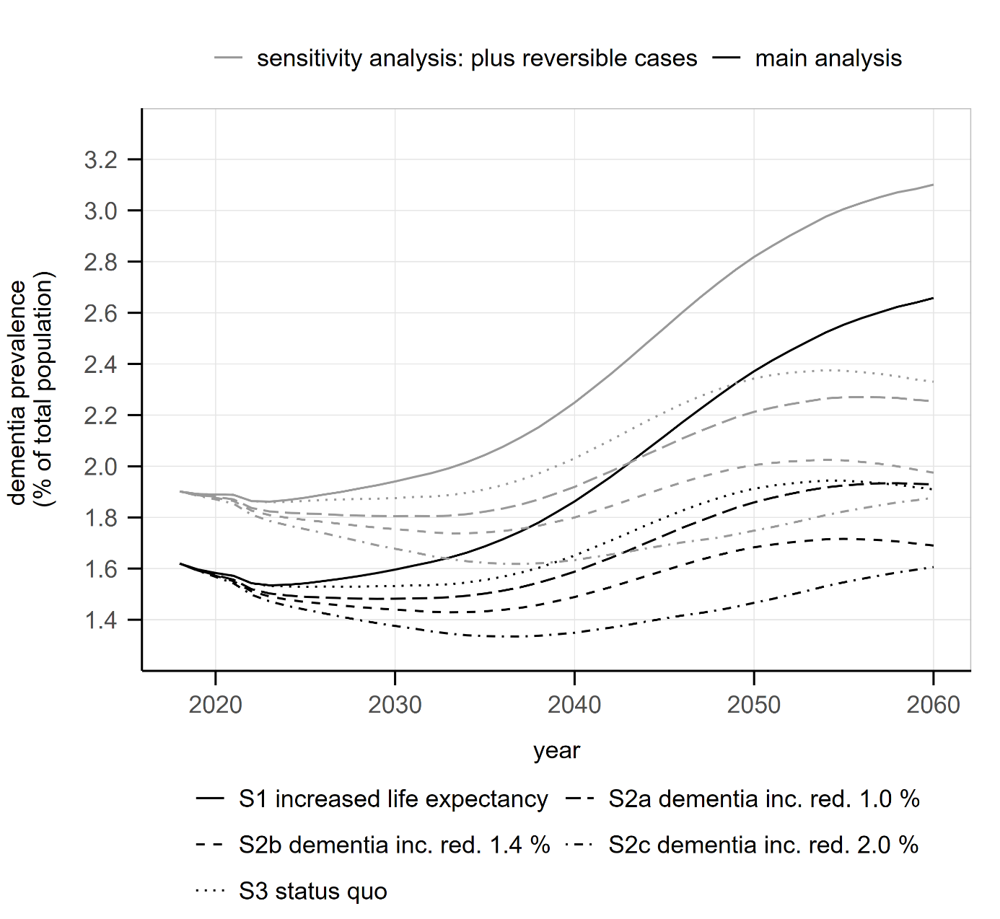 sensitivity analysis: plus reversible cases main analysis
dementia prevalence
(% of total population)
3.2
3.0
2.8
2.6
2.4
2.2
2.0
1.8
1.6
1.4
2020 2030 2040 2050 2060
year
S1 increased life expectancy S2a dementia inc. red. 1.0 %
S2b dementia inc. red. 1.4 % S2c dementia inc. red. 2.0 %
S3 status quo